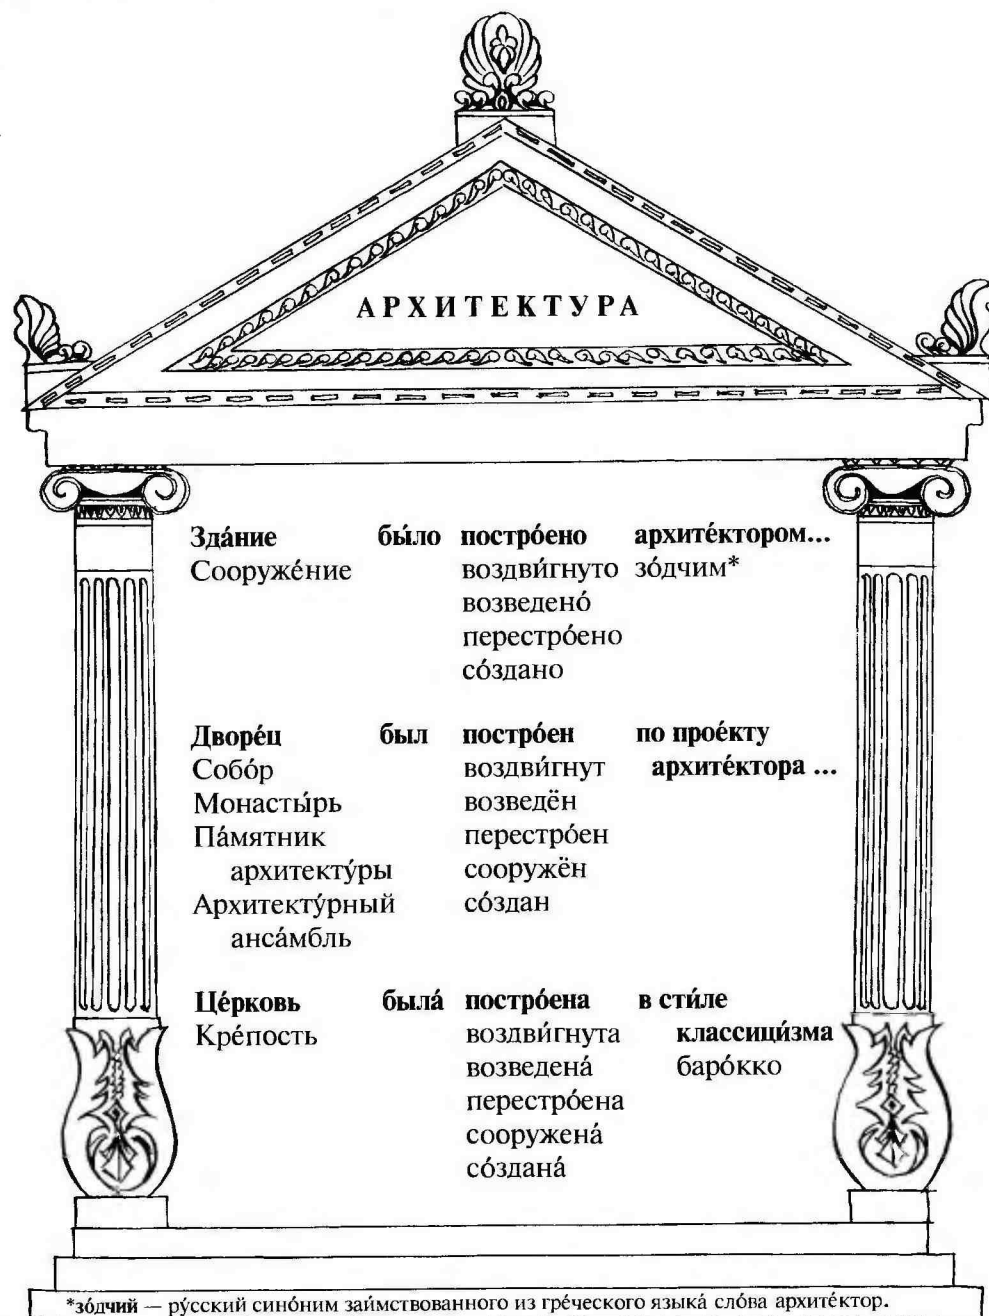 АРХИТЕКТУРА
Зда́ние бы́ло постро́ено архите́ктором...
Сооруже́ние воздви́гнуто зо́дчим*
возведено́
перестро́ено
со́здано
Дворе́ц был постро́ен по прое́кту
Собо́р воздви́гнут архите́ктора ...
Монасты́рь возведён
Па́мятник перестро́ен
архитекту́ры сооружён
Архитекту́рный со́здан
анса́мбль
Це́рковь была́ постро́ена в сти́ле
Кре́пость воздви́гнута классици́зма
возведена́ баро́кко
перестро́ена
сооружена́
со́здана́
*зо́дчий — ру́сский сино́ним заи́мствованного из гре́ческого языка́ сло́ва архите́ктор.